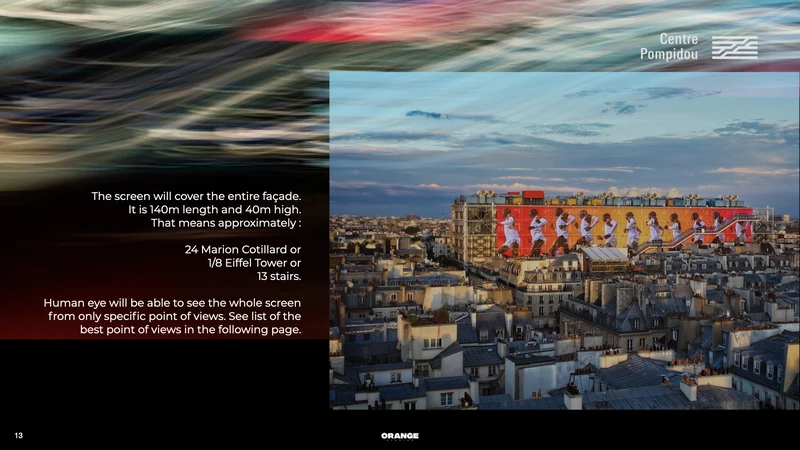 Centre
Pompidou
The screen will cover the entire façade.
It is 140m length and 40m high.
That means approximately :
24 Marion Cotillard or
1/8 Eiffel Tower or
13 stairs.
Human eye will be able to see the whole screen
from only specific point of views. See list of the
best point of views in the following page.
13
ORANGE